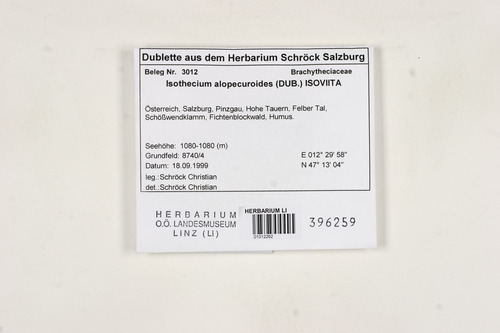 Dublette aus dem Herbarium Schröck Salzburg
Beleg Nr. 3012 Brachytheciaceae
Isothecium alopecuroides (DUB.) ISOVIITA
Österreich, Salzburg, Pinzgau, Hohe Tauern, Felber Tal,
Schößwendklamm, Fichtenblockwald, Humus.
Seehöhe: 1080-1080 (m)
Grundfeld: 8740/4 E 012° 29' 58"
Datum: 18.09.1999 N 47° 13' 04"
leg.:Schröck Christian
det.:Schröck Christian
HERBARIUM
O.Ö. LANDESMUSEUM
LINZ (LI)
HERBARIUM LI
01012262
396259